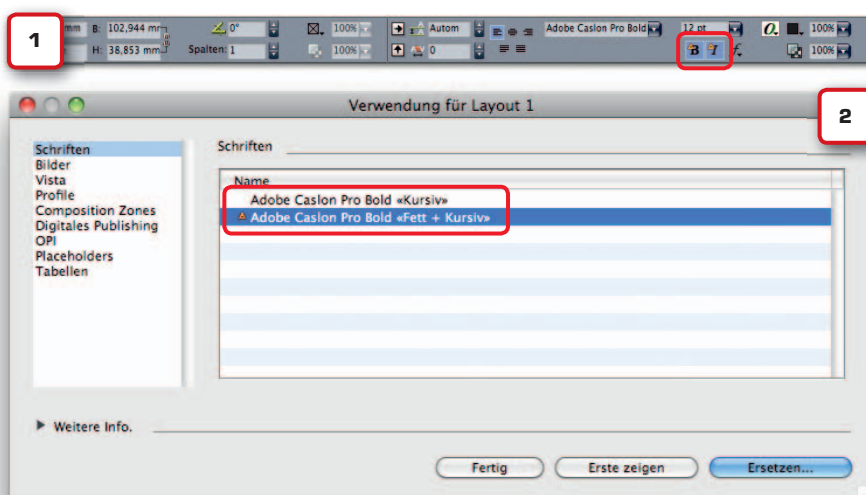 1
mm B: 102,944 mm 0° 100% Autom Adobe Caslon Pro Bold 12 pt O. 100%
H: 38,853 mm Spalten: 1 100% 0 B I f. 100%
Verwendung für Layout 1
2
Schriften
Bilder
Vista
Profile
Composition Zones
Digitales Publishing
OPI
Placeholders
Tabellen
Schriften
Name
Adobe Caslon Pro Bold «Kursiv»
Adobe Caslon Pro Bold «Fett + Kursiv»
Weitere Info.
Fertig Erste zeigen Ersetzen...